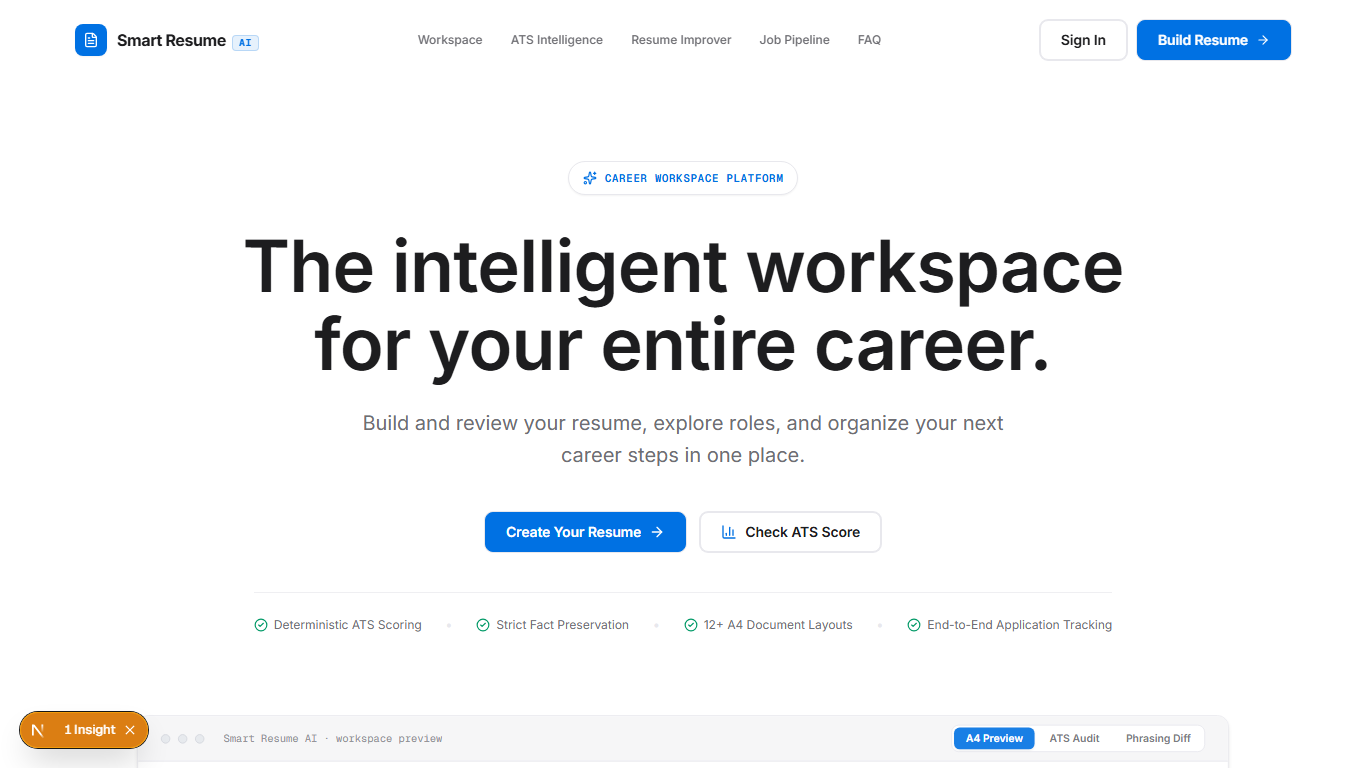 Smart Resume AI
Workspace
ATS Intelligence
Resume Improver
Job Pipeline
FAQ
Sign In
Build Resume
CAREER WORKSPACE PLATFORM
The intelligent workspace
for your entire career.
Build and review your resume, explore roles, and organize your next
career steps in one place.
Create Your Resume
Check ATS Score
Deterministic ATS Scoring
Strict Fact Preservation
12+ A4 Document Layouts
End-to-End Application Tracking
N 1 Insight
Smart Resume AI · workspace preview
A4 Preview
ATS Audit
Phrasing Diff